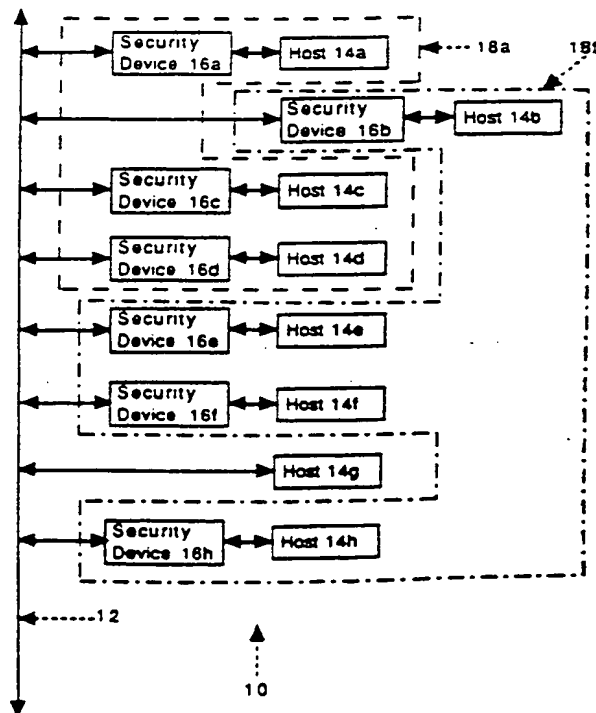 Security
Device 16a
Host 14a
18a
Security
Device 16b
Host 14b
Security
Device 16c
Host 14c
Security
Device 16d
Host 14d
Security
Device 16e
Host 14e
Security
Device 16f
Host 14f
Host 14g
Security
Device 16h
Host 14h
12
10